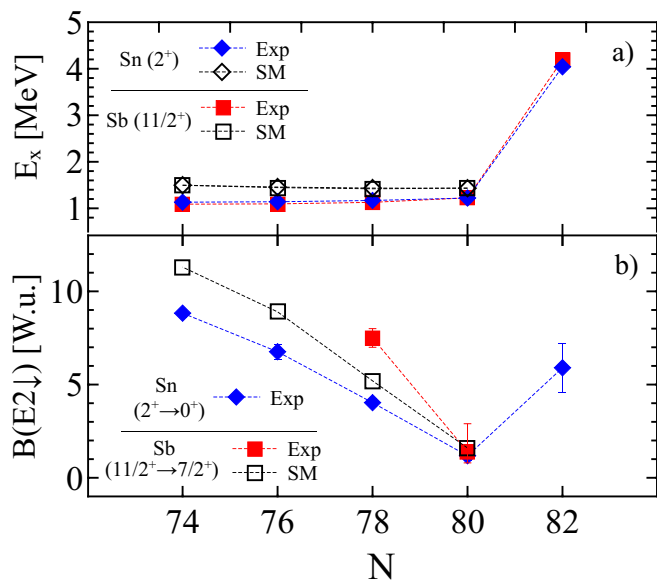 a)
Sn (2⁺)
Exp
SM
Sb (11/2⁺)
Exp
SM
Eₓ [MeV]
5
4
3
2
1
b)
Sn
(2⁺→0⁺)
Exp
Sb
(11/2⁺→7/2⁺)
Exp
SM
B(E2↓) [W.u.]
10
5
0
74 76 78 80 82
N